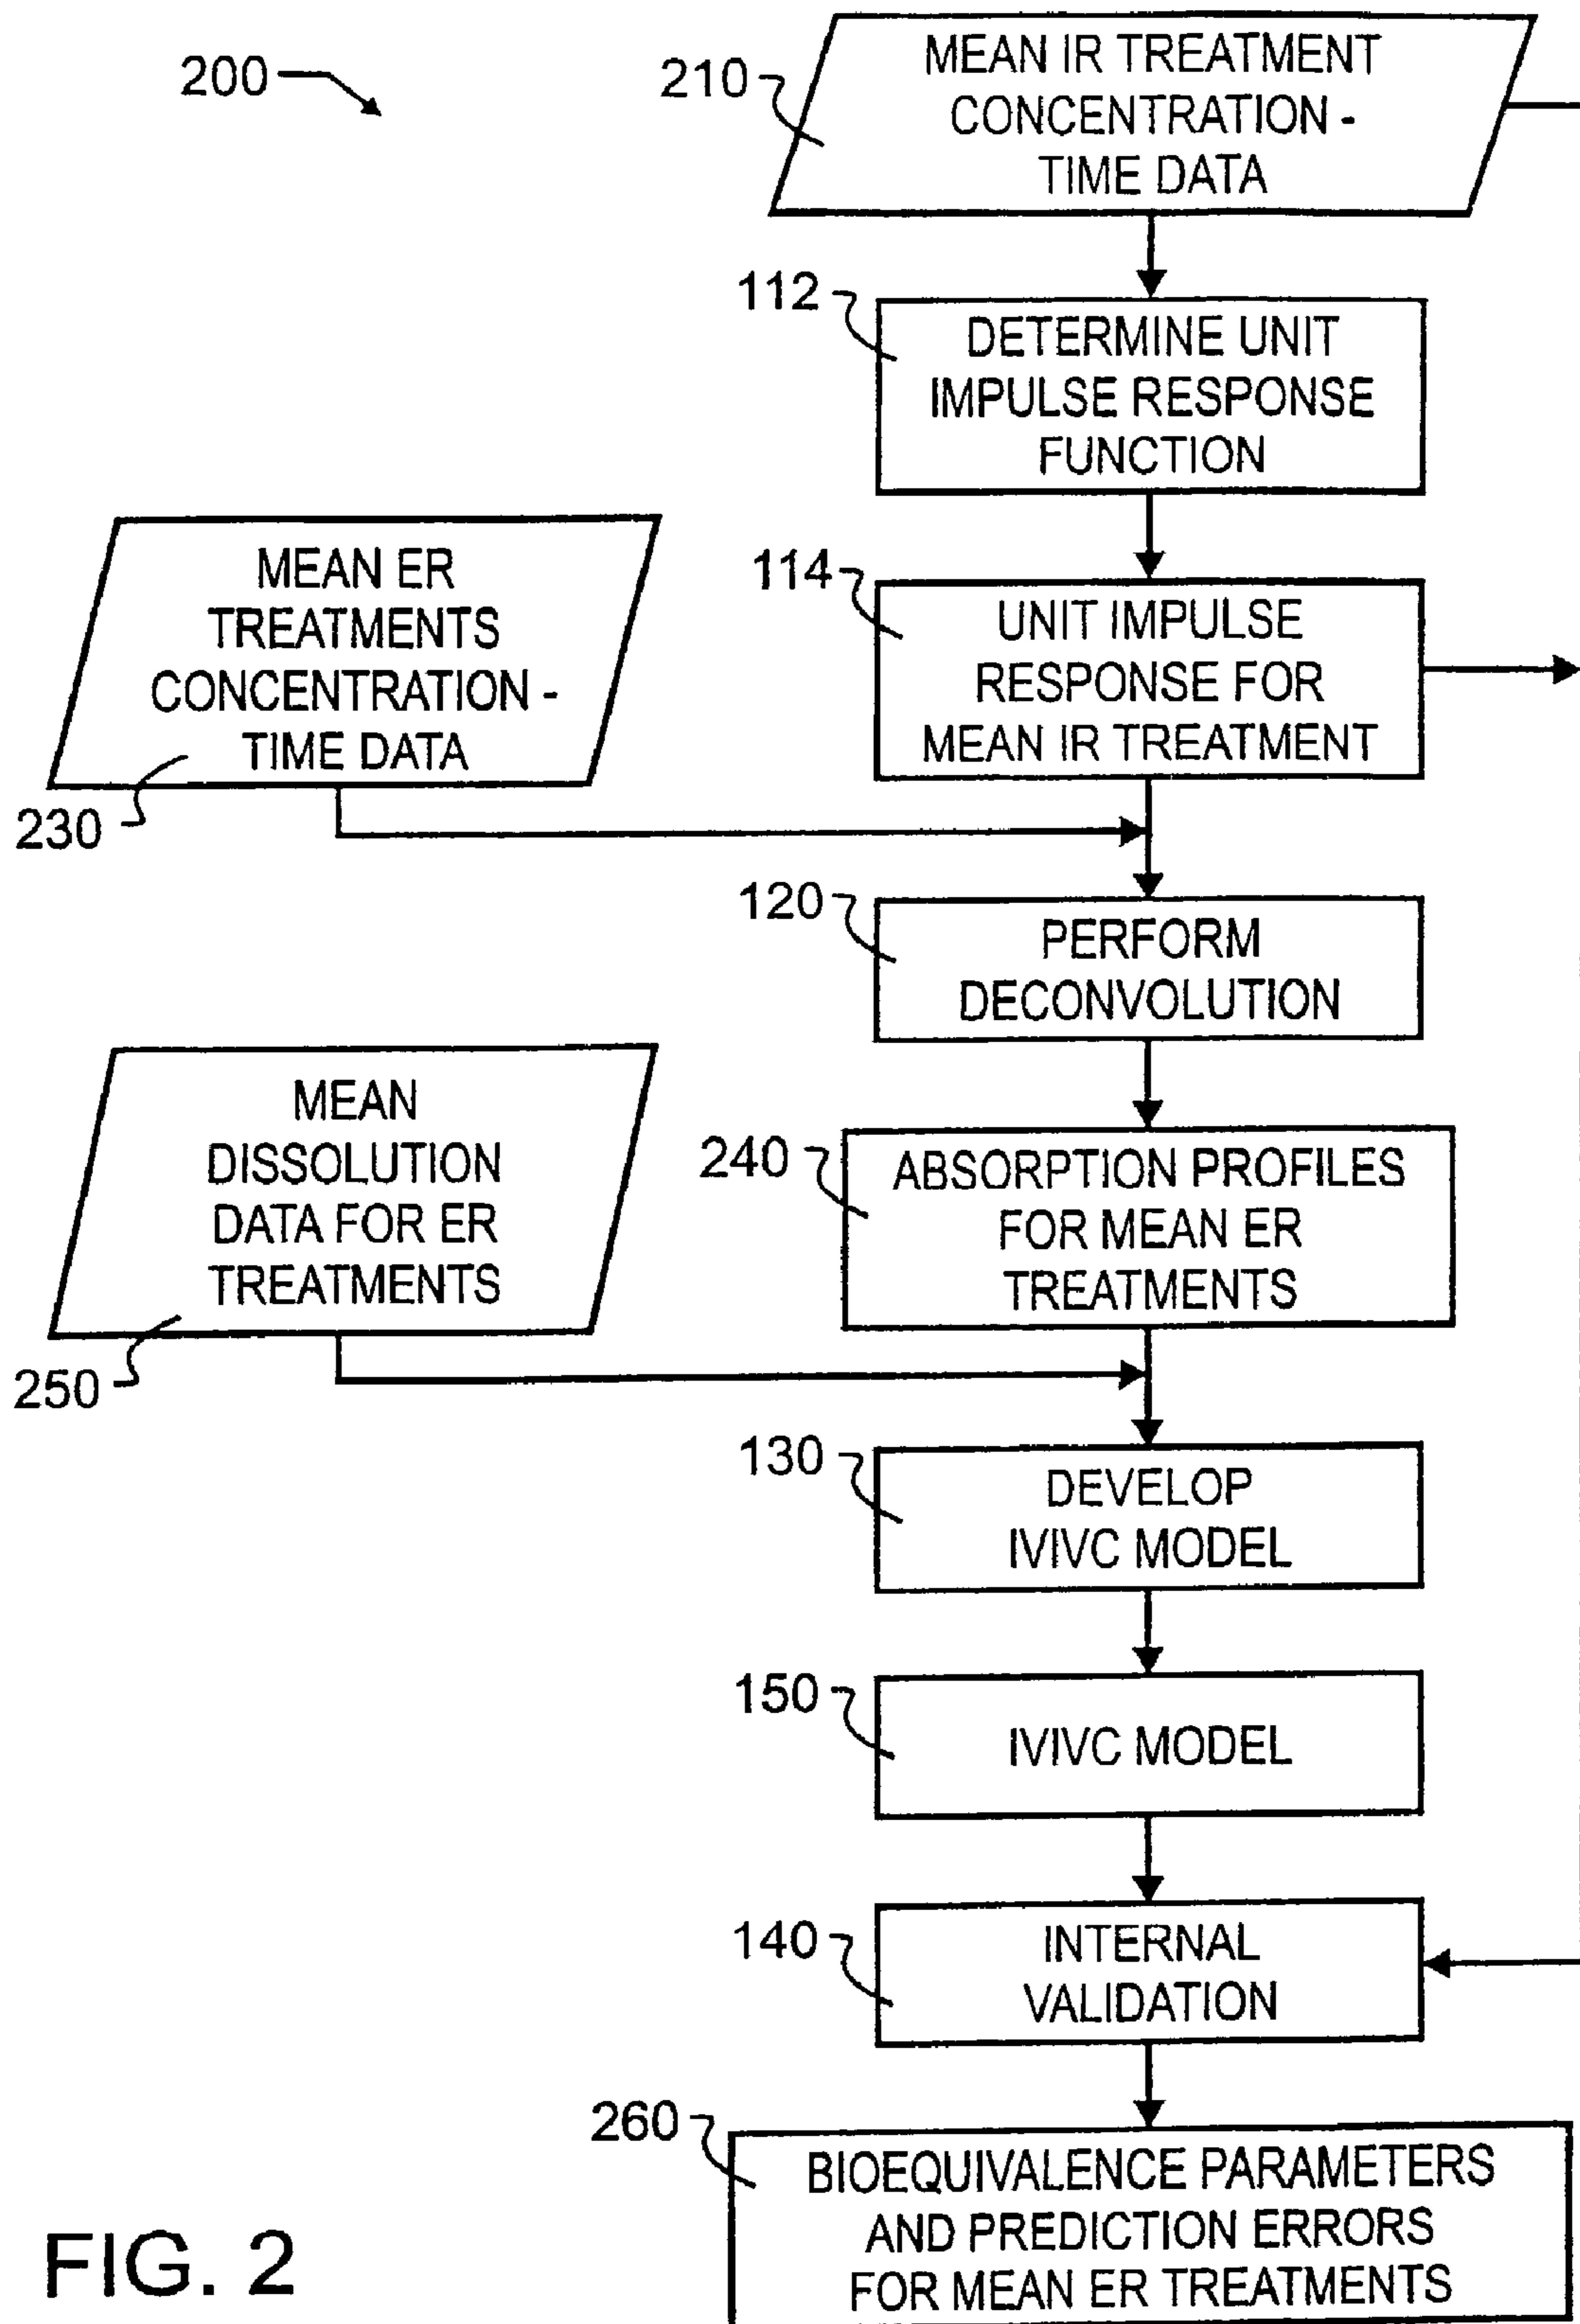 200
210
MEAN IR TREATMENT
CONCENTRATION -
TIME DATA
112
DETERMINE UNIT
IMPULSE RESPONSE
FUNCTION
MEAN ER
TREATMENTS
CONCENTRATION -
TIME DATA
230
114
UNIT IMPULSE
RESPONSE FOR
MEAN IR TREATMENT
120
PERFORM
DECONVOLUTION
MEAN
DISSOLUTION
DATA FOR ER
TREATMENTS
250
240
ABSORPTION PROFILES
FOR MEAN ER
TREATMENTS
130
DEVELOP
IVIVC MODEL
150
IVIVC MODEL
140
INTERNAL
VALIDATION
260
BIOEQUIVALENCE PARAMETERS
AND PREDICTION ERRORS
FOR MEAN ER TREATMENTS
FIG. 2